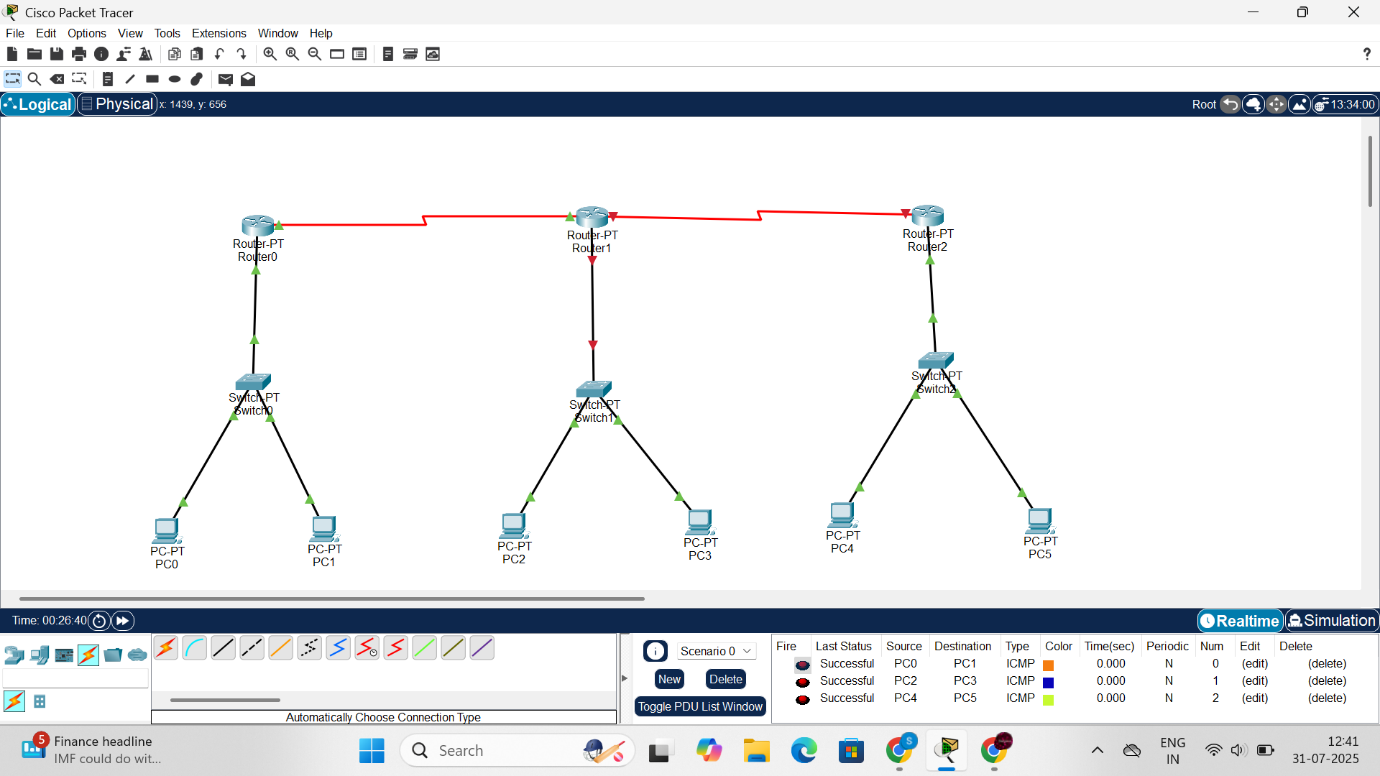 Cisco Packet Tracer
File Edit Options View Tools Extensions Window Help
?
Logical Physical x: 1439, y: 656 Root 13:34:00
Router-PT
Router0
Router-PT
Router1
Router-PT
Router2
Switch-PT
Switch0
Switch-PT
Switch1
Switch-PT
Switch2
PC-PT
PC0
PC-PT
PC1
PC-PT
PC2
PC-PT
PC3
PC-PT
PC4
PC-PT
PC5
Time: 00:26:40 Realtime Simulation
Automatically Choose Connection Type
Scenario 0
New Delete
Toggle PDU List Window
Fire Last Status Source Destination Type Color Time(sec) Periodic Num Edit Delete
Successful PC0 PC1 ICMP 0.000 N 0 (edit) (delete)
Successful PC2 PC3 ICMP 0.000 N 1 (edit) (delete)
Successful PC4 PC5 ICMP 0.000 N 2 (edit) (delete)
5
Finance headline
IMF could do wit...
Search
S
ENG
IN
12:41
31-07-2025